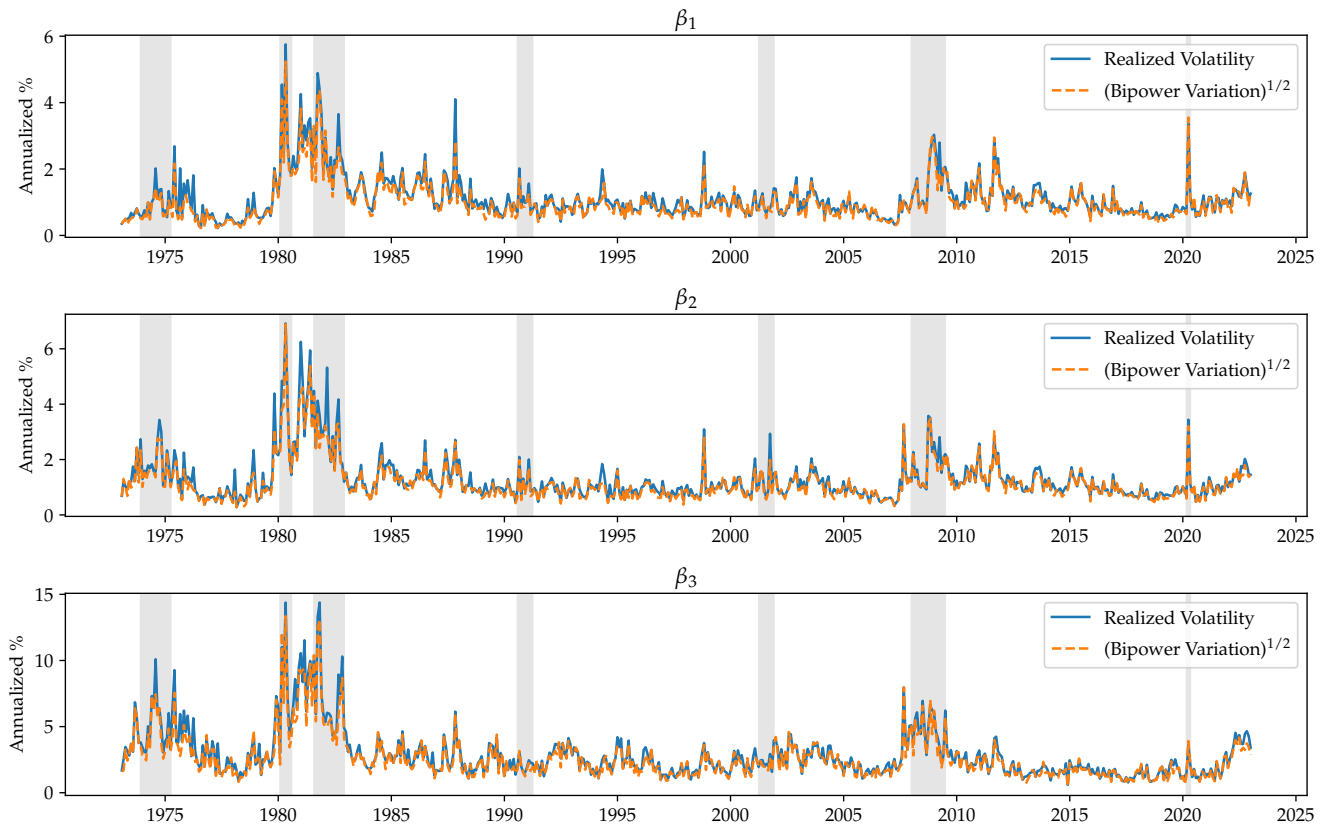 β₁
Annualized %
6
4
2
0
Realized Volatility
(Bipower Variation)^{1/2}
1975 1980 1985 1990 1995 2000 2005 2010 2015 2020 2025
β₂
Annualized %
6
4
2
0
Realized Volatility
(Bipower Variation)^{1/2}
1975 1980 1985 1990 1995 2000 2005 2010 2015 2020 2025
β₃
Annualized %
15
10
5
0
Realized Volatility
(Bipower Variation)^{1/2}
1975 1980 1985 1990 1995 2000 2005 2010 2015 2020 2025